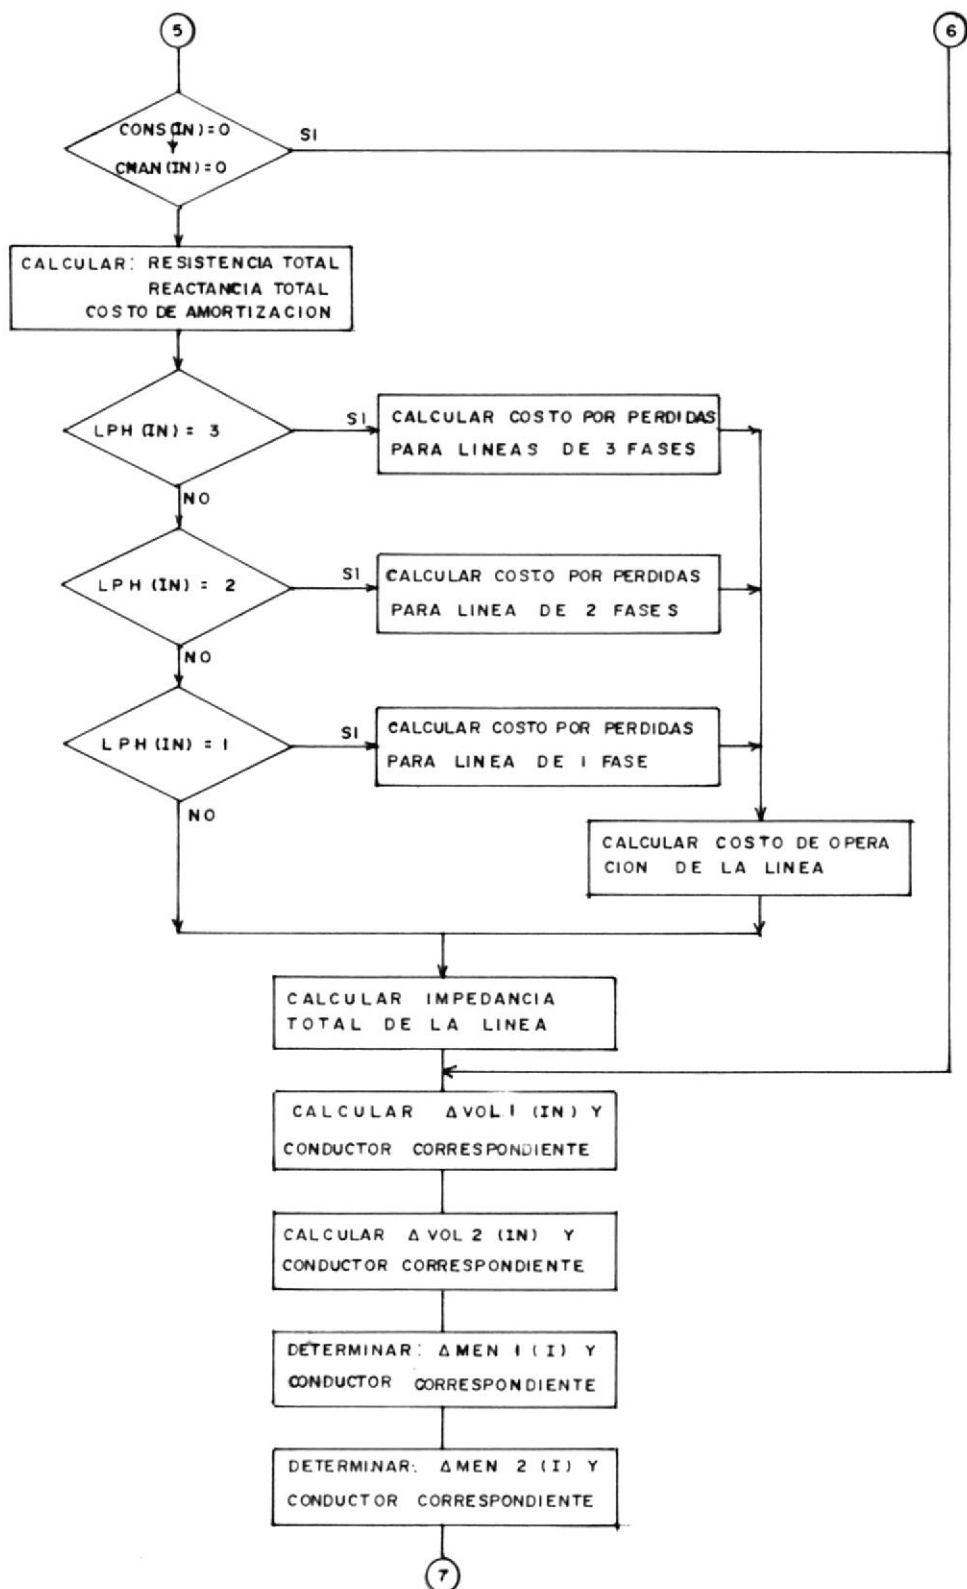 5
6
CONS(IN)=0
Y
CMAN(IN)=0
SI
CALCULAR: RESISTENCIA TOTAL
REACTANCIA TOTAL
COSTO DE AMORTIZACION
LPH(IN)= 3
SI
CALCULAR COSTO POR PERDIDAS
PARA LINEAS DE 3 FASES
NO
LPH(IN)= 2
SI
CALCULAR COSTO POR PERDIDAS
PARA LINEA DE 2 FASES
NO
LPH(IN)= 1
SI
CALCULAR COSTO POR PERDIDAS
PARA LINEA DE 1 FASE
NO
CALCULAR COSTO DE OPERA
CION DE LA LINEA
CALCULAR IMPEDANCIA
TOTAL DE LA LINEA
CALCULAR ΔVOL1 (IN) Y
CONDUCTOR CORRESPONDIENTE
CALCULAR ΔVOL 2 (IN) Y
CONDUCTOR CORRESPONDIENTE
DETERMINAR: ΔMEN 1 (I) Y
CONDUCTOR CORRESPONDIENTE
DETERMINAR: ΔMEN 2 (I) Y
CONDUCTOR CORRESPONDIENTE
7